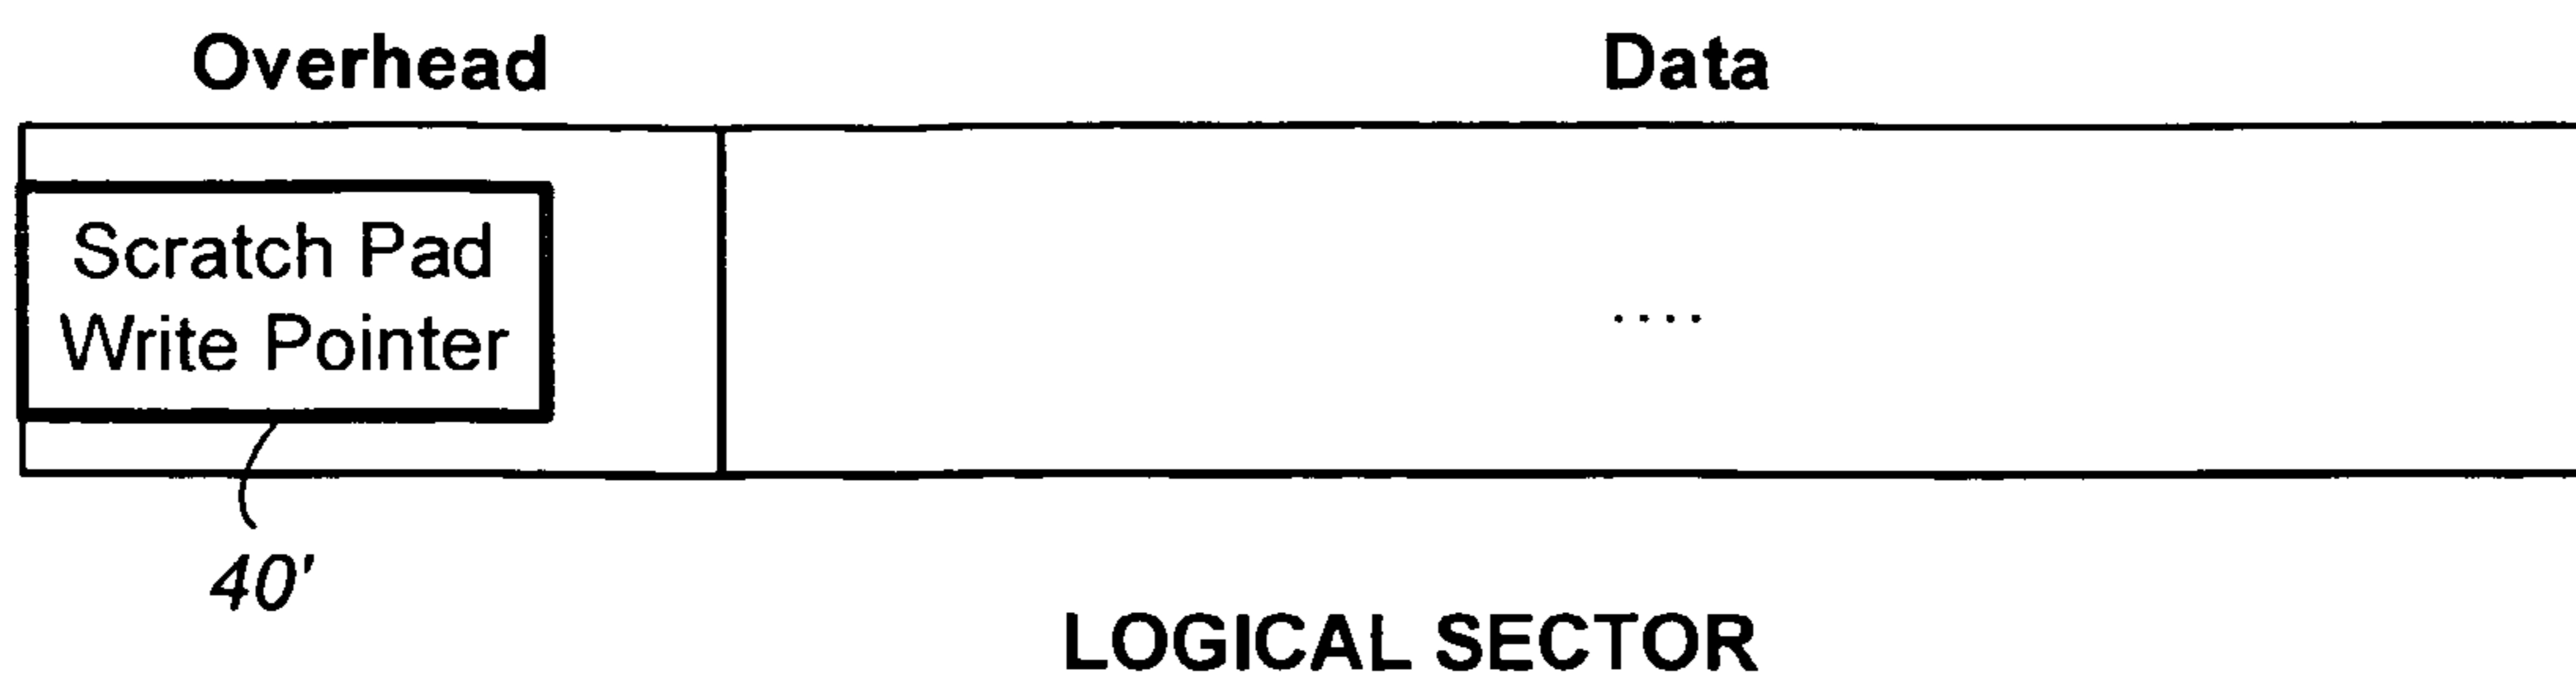 Overhead
Data
Scratch Pad
Write Pointer
....
40'
LOGICAL SECTOR